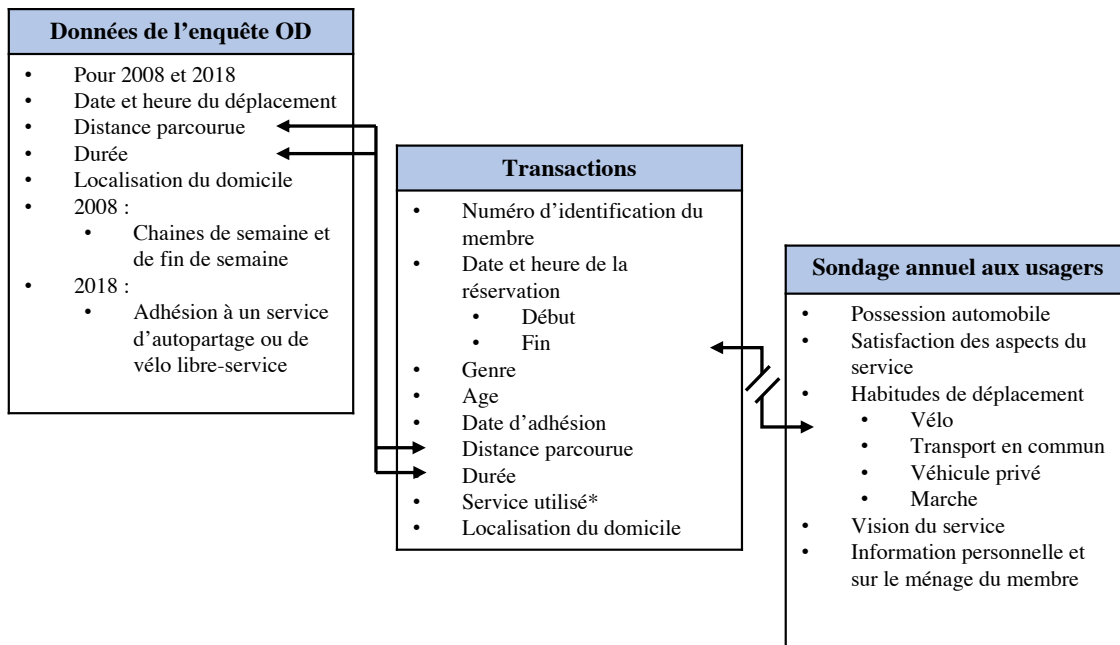 Données de l'enquête OD
• Pour 2008 et 2018
• Date et heure du déplacement
• Distance parcourue
• Durée
• Localisation du domicile
• 2008 :
• Chaines de semaine et
de fin de semaine
• 2018 :
• Adhésion à un service
d'autopartage ou de
vélo libre-service
Transactions
• Numéro d'identification du
membre
• Date et heure de la
réservation
• Début
• Fin
• Genre
• Age
• Date d'adhésion
• Distance parcourue
• Durée
• Service utilisé*
• Localisation du domicile
Sondage annuel aux usagers
• Possession automobile
• Satisfaction des aspects du
service
• Habitudes de déplacement
• Vélo
• Transport en commun
• Véhicule privé
• Marche
• Vision du service
• Information personnelle et
sur le ménage du membre